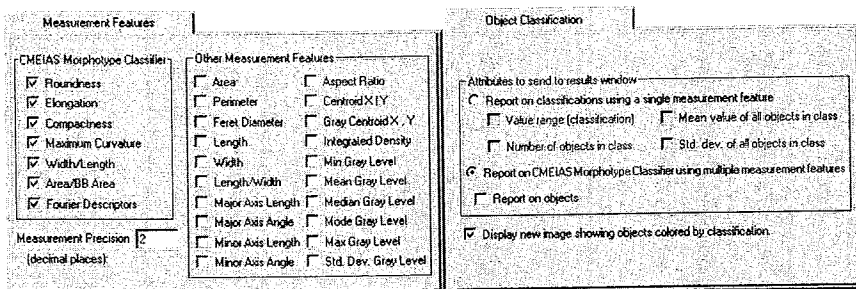 Measurement Features
CMEIAS Morphotype Classifier
Roundness
Elongation
Compactness
Maximum Curvature
Width/Length
Area/BB Area
Fourier Descriptors
Measurement Precision 2
(decimal places):
Other Measurement Features
Area
Perimeter
Feret Diameter
Length
Width
Length/Width
Major Axis Length
Major Axis Angle
Minor Axis Length
Minor Axis Angle
Aspect Ratio
Centroid X | Y
Gray Centroid X , Y
Integrated Density
Min Gray Level
Mean Gray Level
Median Gray Level
Mode Gray Level
Max Gray Level
Std. Dev. Gray Level
Object Classification
Attributes to send to results window
Report on classifications using a single measurement feature
Value range (classification)
Mean value of all objects in class
Number of objects in class
Std. dev. of all objects in class
Report on CMEIAS Morpholtype Classifier using multiple measurement features
Report on objects
Display new image showing objects colored by classification.